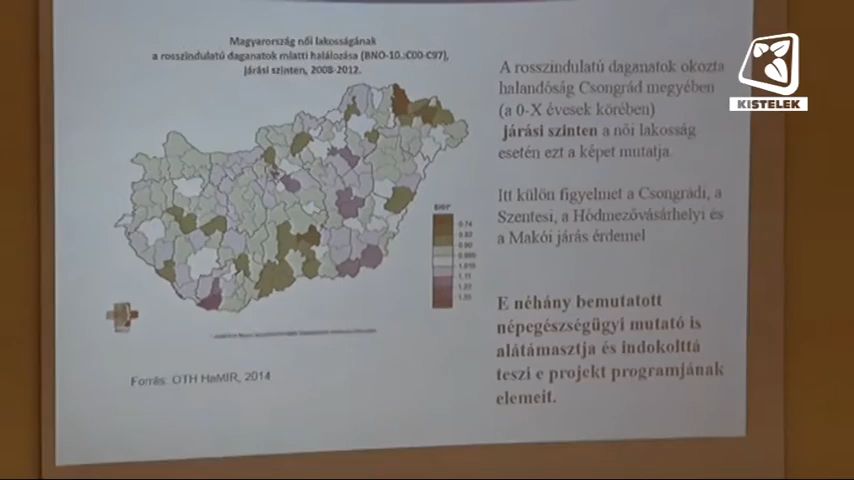 Magyarország női lakosságának
a rosszindulatú daganatok miatti halálozása (BNO-10.:C00-C97),
járási szinten, 2008-2012.
A rosszindulatú daganatok okozta
halandóság Csongrád megyében
(a 0-X évesek körében)
járási szinten a női lakosság
esetén ezt a képet mutatja.
Itt külön figyelmet a Csongrádi, a
Szentesi, a Hódmezővásárhelyi és
a Makói járás érdemel
E néhány bemutatott
népegészségügyi mutató is
alátámasztja és indokolttá
teszi e projekt programjának
elemeit.
Forrás: OTH HaMIR, 2014
KISTELEK